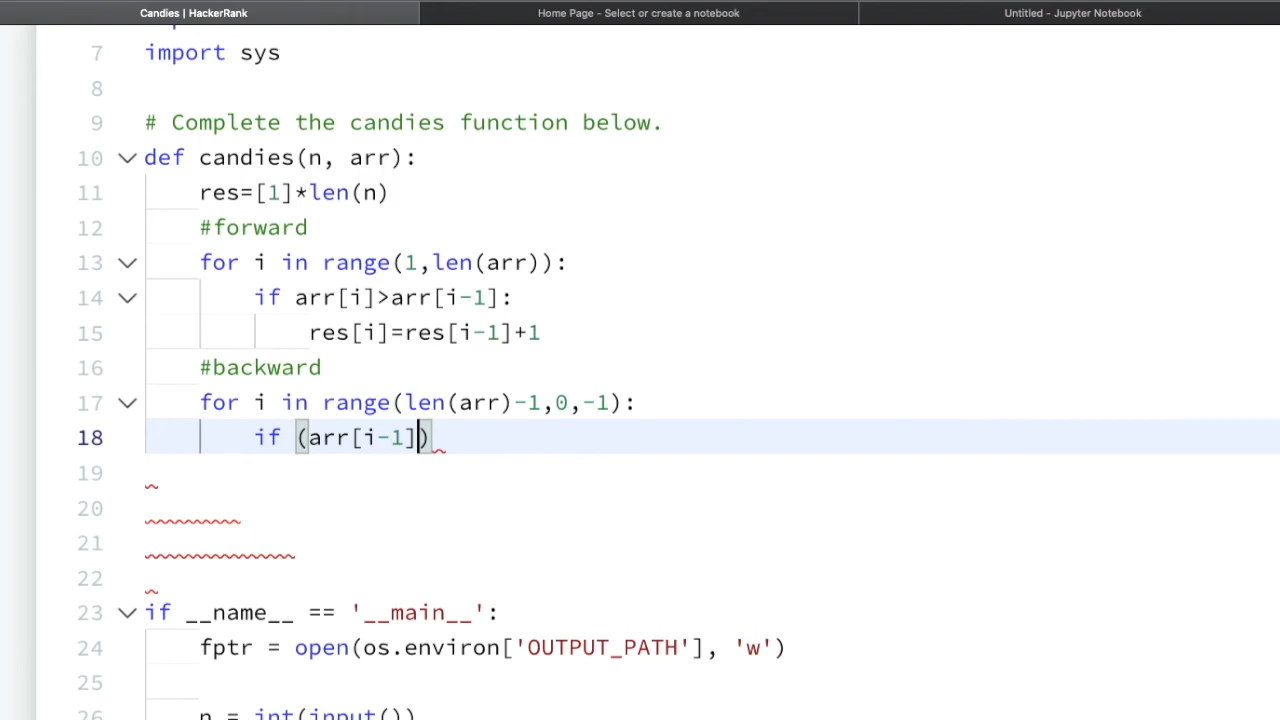 Candies | HackerRank
Home Page - Select or create a notebook
Untitled - Jupyter Notebook
7 import sys
8
9 # Complete the candies function below.
10 def candies(n, arr):
11 res=[1]*len(n)
12 #forward
13 for i in range(1,len(arr)):
14 if arr[i]>arr[i-1]:
15 res[i]=res[i-1]+1
16 #backward
17 for i in range(len(arr)-1,0,-1):
18 if (arr[i-1])
19
20
21
22
23 if __name__ == '__main__':
24 fptr = open(os.environ['OUTPUT_PATH'], 'w')
25
26 n = int(input())